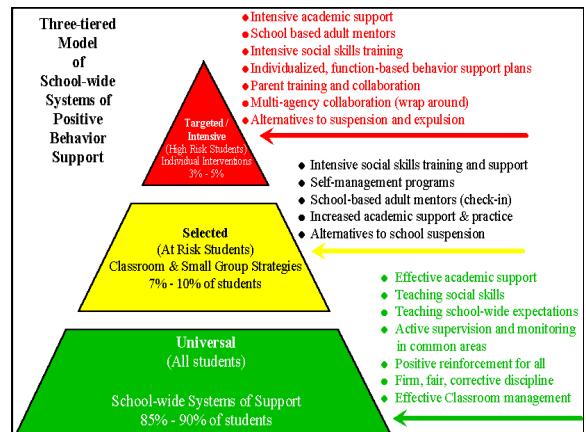 Three-tiered
Model
of
School-wide
Systems of
Positive
Behavior
Support
Intensive academic support
School based adult mentors
Intensive social skills training
Individualized, function-based behavior support plans
Parent training and collaboration
Multi-agency collaboration (wrap around)
Alternatives to suspension and expulsion
Targeted /
Intensive
(High Risk Students)
Individual Interventions
3% - 5%
Intensive social skills training and support
Self-management programs
School-based adult mentors (check-in)
Increased academic support & practice
Alternatives to school suspension
Selected
(At Risk Students)
Classroom & Small Group Strategies
7% - 10% of students
Effective academic support
Teaching social skills
Teaching school-wide expectations
Active supervision and monitoring
in common areas
Positive reinforcement for all
Firm, fair, corrective discipline
Effective Classroom management
Universal
(All students)
School-wide Systems of Support
85% - 90% of students